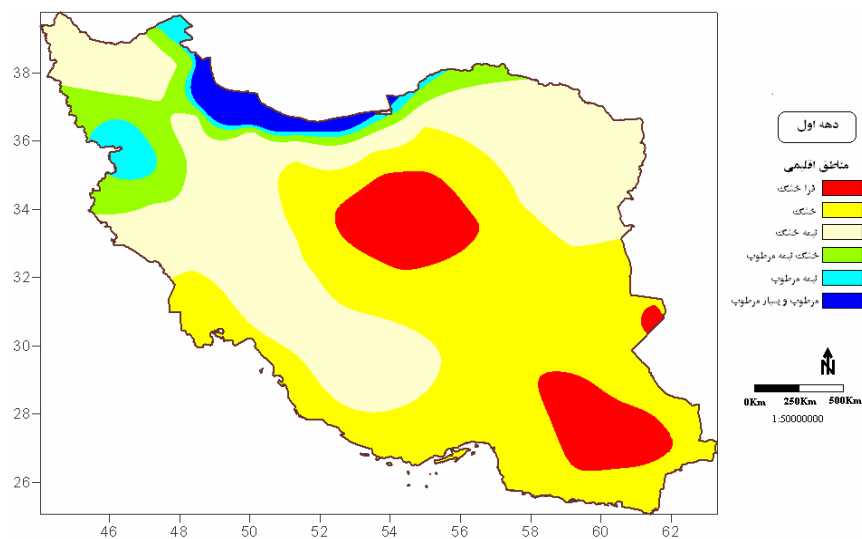 دهه اول
مناطق اقلیمی
فرا خشک
خشک
نیمه خشک
خشک نیمه مرطوب
نیمه مرطوب
مرطوب و بسیار مرطوب
N
0Km 250Km 500Km
1:50000000
38
36
34
32
30
28
26
46 48 50 52 54 56 58 60 62